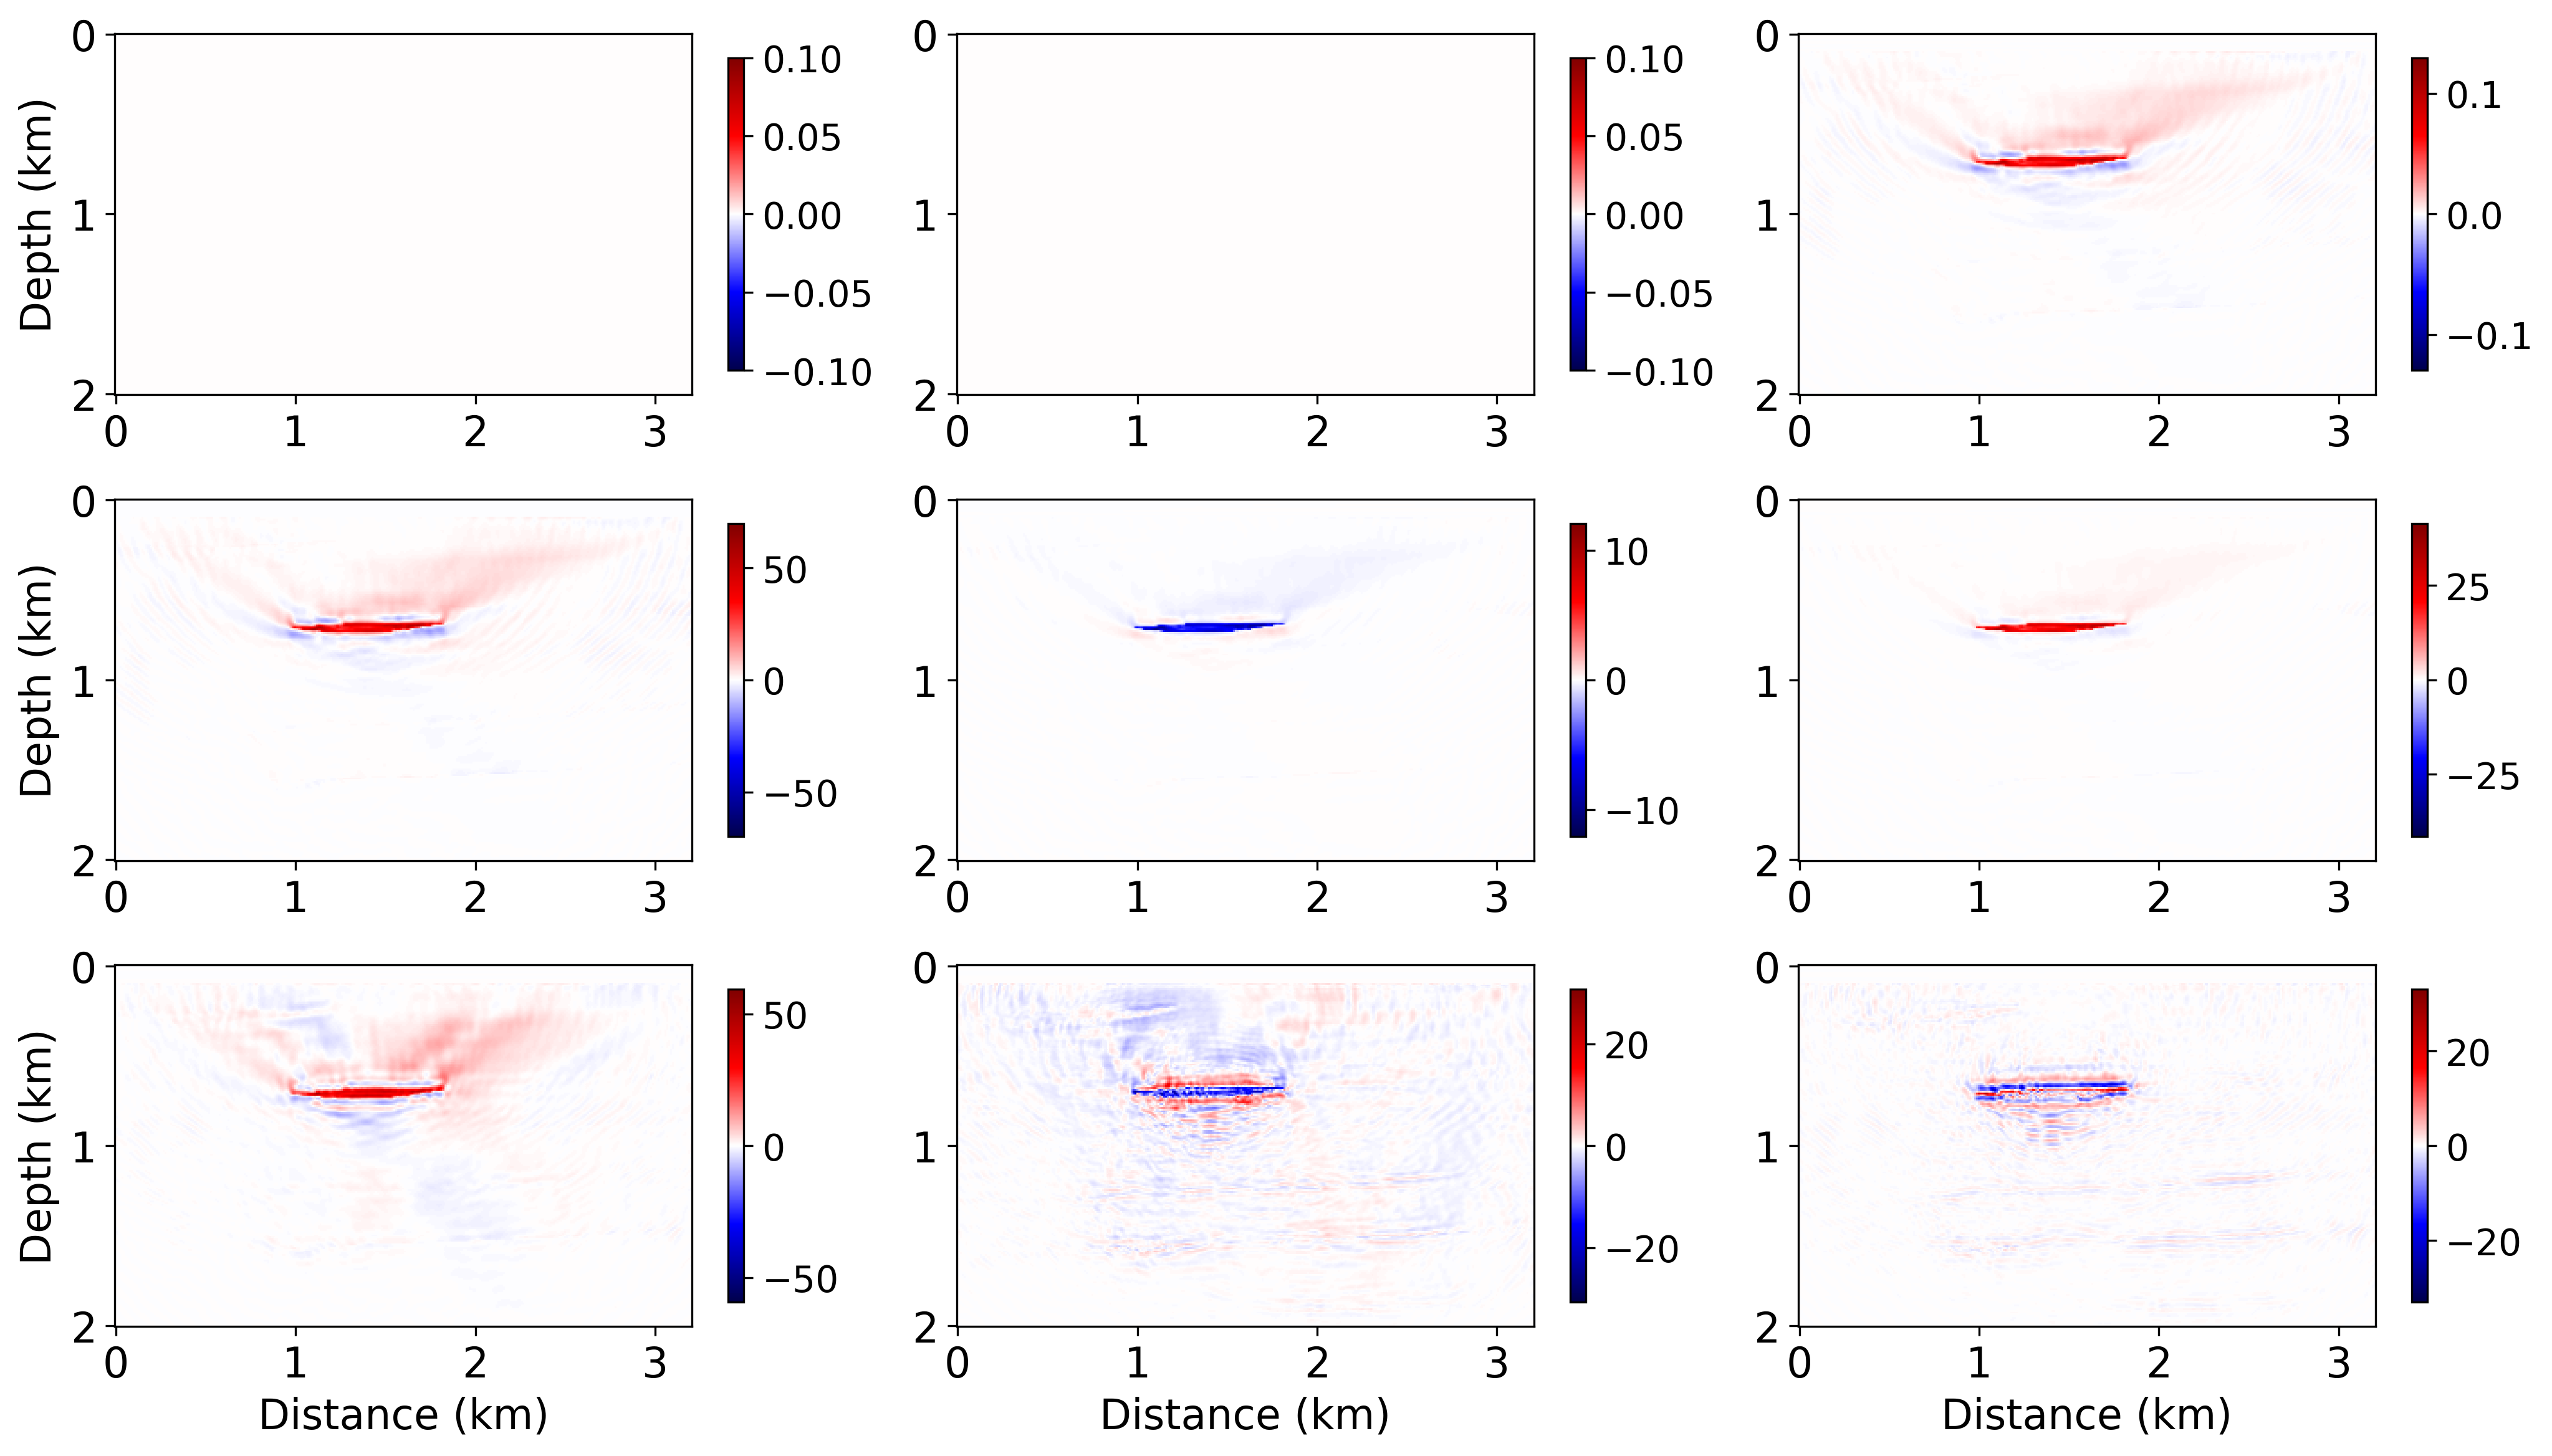 0 0.10 0 0.10 0
Depth (km) 0.05 0.05 0.1
1 0.00 1 0.00 1 0.0
−0.05 −0.05 −0.1
2 −0.10 2 −0.10 2
0 1 2 3 0 1 2 3 0 1 2 3
0 0 10 0
Depth (km) 50 25
1 0 1 0 1 0
−50 −10 −25
2 2 2
0 1 2 3 0 1 2 3 0 1 2 3
0 50 0 20 0 20
Depth (km)
1 0 1 0 1 0
−50 −20 −20
2 2 2
0 1 2 3 0 1 2 3 0 1 2 3
Distance (km) Distance (km) Distance (km)